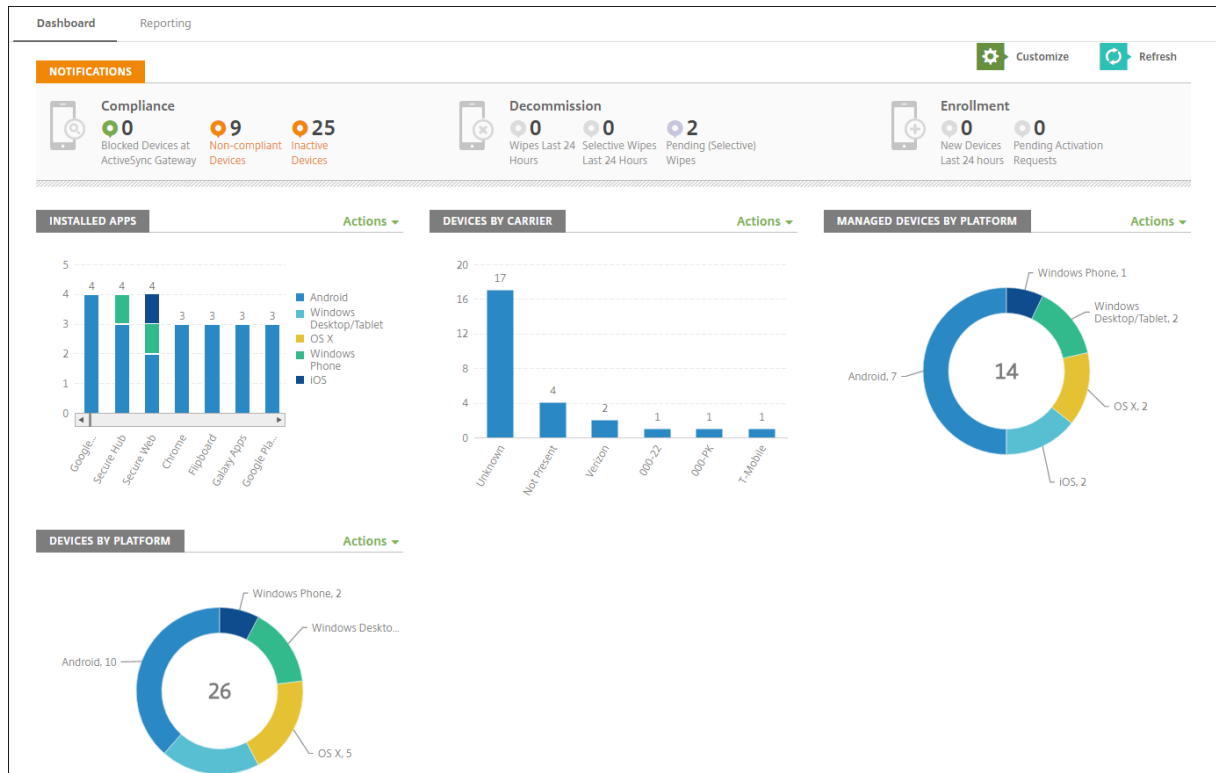 Dashboard Reporting
Customize Refresh
NOTIFICATIONS
Compliance
0 9 25
Blocked Devices at Non-compliant Inactive
ActiveSync Gateway Devices Devices
Decommission
0 0 2
Wipes Last 24 Selective Wipes Pending (Selective)
Hours Last 24 Hours Wipes
Enrollment
0 0
New Devices Pending Activation
Last 24 hours Requests
INSTALLED APPS Actions
5
4
3
2
1
0
4 4 4 3 3 3 3
Google...
Secure Hub
Secure Web
Chrome
Flipboard
Galaxy Apps
Google Pla...
Android
Windows
Desktop/Tablet
OS X
Windows
Phone
iOS
DEVICES BY CARRIER Actions
20
16
12
8
4
0
17 4 2 1 1 1
Unknown
Not Present
Verizon
000-22
000-PK
T-Mobile
MANAGED DEVICES BY PLATFORM Actions
Windows Phone, 1
Windows
Desktop/Tablet, 2
Android, 7
14
OS X, 2
iOS, 2
DEVICES BY PLATFORM Actions
Windows Phone, 2
Windows Deskto...
Android, 10
26
OS X, 5